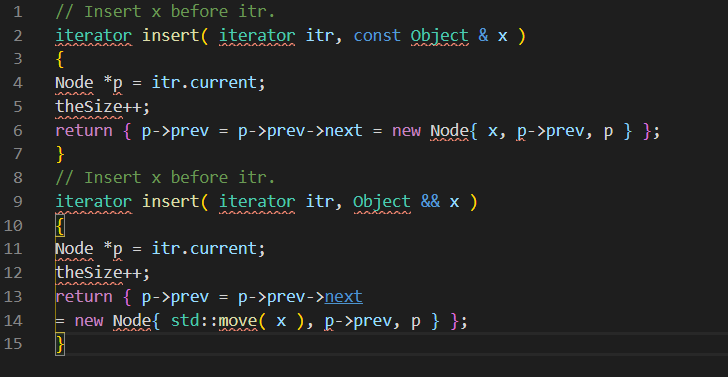 1 // Insert x before itr.
2 iterator insert( iterator itr, const Object & x )
3 {
4 Node *p = itr.current;
5 theSize++;
6 return { p->prev = p->prev->next = new Node{ x, p->prev, p } };
7 }
8 // Insert x before itr.
9 iterator insert( iterator itr, Object && x )
10 {
11 Node *p = itr.current;
12 theSize++;
13 return { p->prev = p->prev->next
14 = new Node{ std::move( x ), p->prev, p } };
15 }